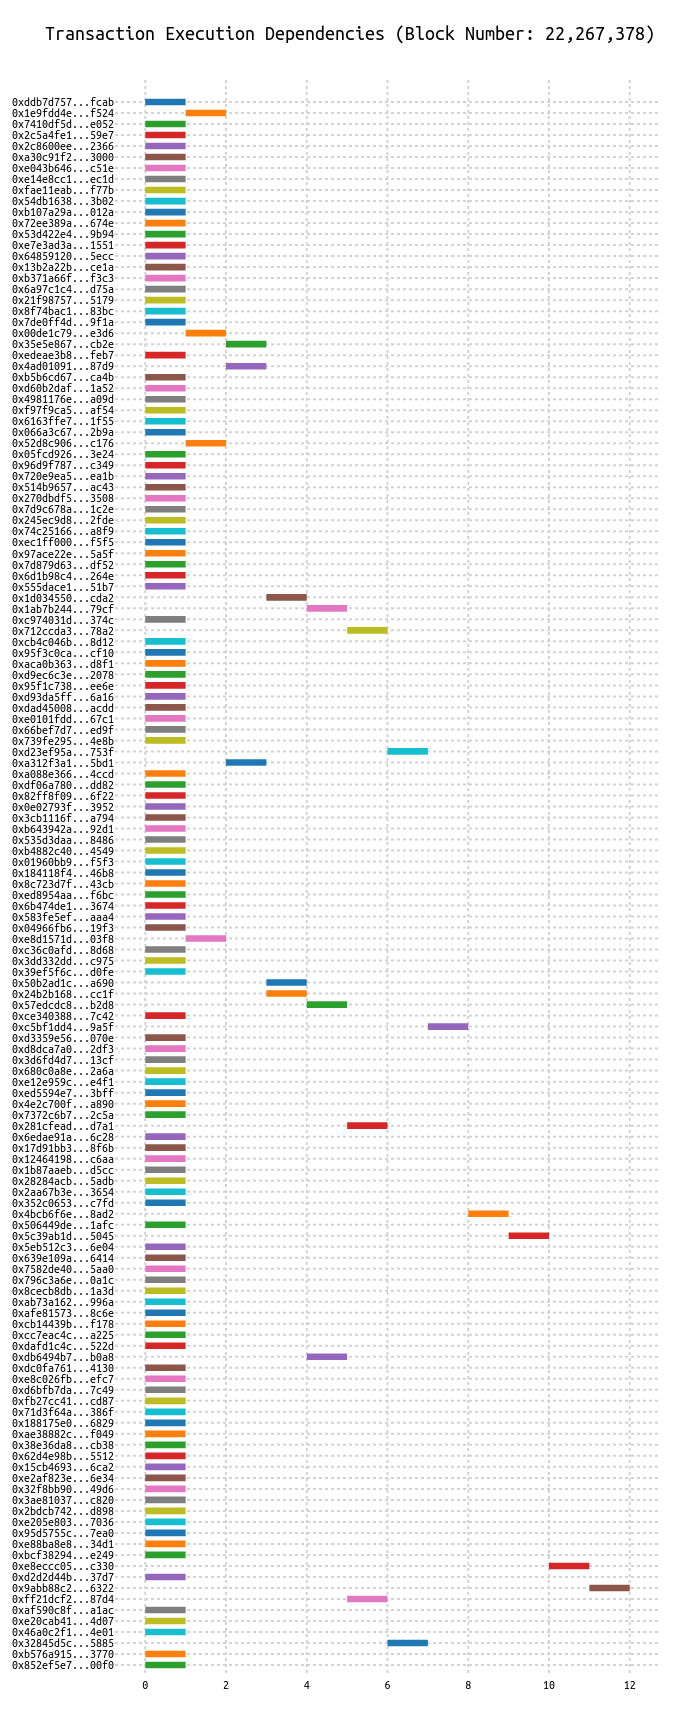 Transaction Execution Dependencies (Block Number: 22,267,378)
0xddb7d757...fcab
0x1e9fdd4e...f524
0x7410df5d...e052
0x2c5a4fe1...59e7
0x2c8600ee...2366
0xa30c91f2...3000
0xe043b646...c51e
0xe14e8cc1...ec1d
0xfae11eab...f77b
0x54db1638...3b02
0xb107a29a...012a
0x72ee389a...674e
0x53d422e4...9b94
0xe7e3ad3a...1551
0x64859120...5ecc
0x13b2a22b...ce1a
0xb371a66f...f3c3
0x6a97c1c4...d75a
0x21f98757...5179
0x8f74bac1...83bc
0x7de0ff4d...9f1a
0x00de1c79...e3d6
0x35e5e867...cb2e
0xedeae3b8...feb7
0x4ad01091...87d9
0xb5b6cd67...ca4b
0xd60b2daf...1a52
0x4981176e...a09d
0xf97f9ca5...af54
0x6163ffe7...1f55
0x066a3c67...2b9a
0x52d8c906...c176
0x05fcd926...3e24
0x96d9f787...c349
0x720e9ea5...ea1b
0x514b9657...ac43
0x270dbdf5...3508
0x7d9c678a...1c2e
0x245ec9d8...2fde
0x74c25166...a8f9
0xec1ff000...f5f5
0x97ace22e...5a5f
0x7d879d63...df52
0x6d1b98c4...264e
0x555dace1...51b7
0x1d034550...cda2
0x1ab7b244...79cf
0xc974031d...374c
0x712ccda3...78a2
0xcb4c046b...8d12
0x95f3c0ca...cf10
0xaca0b363...d8f1
0xd9ec6c3e...2078
0x95f1c738...ee6e
0xd93da5ff...6a16
0xdad45008...acdd
0xe0101fdd...67c1
0x66bef7d7...ed9f
0x739fe295...4e8b
0xd23ef95a...753f
0xa312f3a1...5bd1
0xa088e366...4ccd
0xdf06a780...dd82
0x82ff8f09...6f22
0x0e02793f...3952
0x3cb1116f...a794
0xb643942a...92d1
0x535d3daa...8486
0xb4882c40...4549
0x01960bb9...f5f3
0x184118f4...46b8
0x8c723d7f...43cb
0xed8954aa...f6bc
0x6b474de1...3674
0x583fe5ef...aaa4
0x04966fb6...19f3
0xe8d1571d...03f8
0xc36c0afd...8d68
0x3dd332dd...c975
0x39ef5f6c...d0fe
0x50b2ad1c...a690
0x24b2b168...cc1f
0x57edcdc8...b2d8
0xce340388...7c42
0xc5bf1dd4...9a5f
0xd3359e56...070e
0xd8dca7a0...2df3
0x3d6fd4d7...13cf
0x680c0a8e...2a6a
0xe12e959c...e4f1
0xed5594e7...3bff
0x4e2c700f...a890
0x7372c6b7...2c5a
0x281cfead...d7a1
0x6edae91a...6c28
0x17d91bb3...8f6b
0x12464198...c6aa
0x1b87aaeb...d5cc
0x28284acb...5adb
0x2aa67b3e...3654
0x352c0653...c7fd
0x4bcb6f6e...8ad2
0x506449de...1afc
0x5c39ab1d...5045
0x5eb512c3...6e04
0x639e109a...6414
0x7582de40...5aa0
0x796c3a6e...0a1c
0x8cecb8db...1a3d
0xab73a162...996a
0xafe81573...8c6e
0xcb14439b...f178
0xcc7eac4c...a225
0xdafd1c4c...522d
0xdb6494b7...b0a8
0xdc0fa761...4130
0xe8c026fb...efc7
0xd6bfb7da...7c49
0xfb27cc41...cd87
0x71d3f64a...386f
0x188175e0...6829
0xae38882c...f049
0x38e36da8...cb38
0x62d4e98b...5512
0x15cb4693...6ca2
0xe2af823e...6e34
0x32f8bb90...49d6
0x3ae81037...c820
0x2bdcb742...d898
0xe205e803...7036
0x95d5755c...7ea0
0xe88ba8e8...34d1
0xbcf38294...e249
0xe8eccc05...c330
0xd2d2d44b...37d7
0x9abb88c2...6322
0xff21dcf2...87d4
0xaf590c8f...a1ac
0xe20cab41...4d07
0x46a0c2f1...4e01
0x32845d5c...5885
0xb576a915...3770
0x852ef5e7...00f0
0 2 4 6 8 10 12